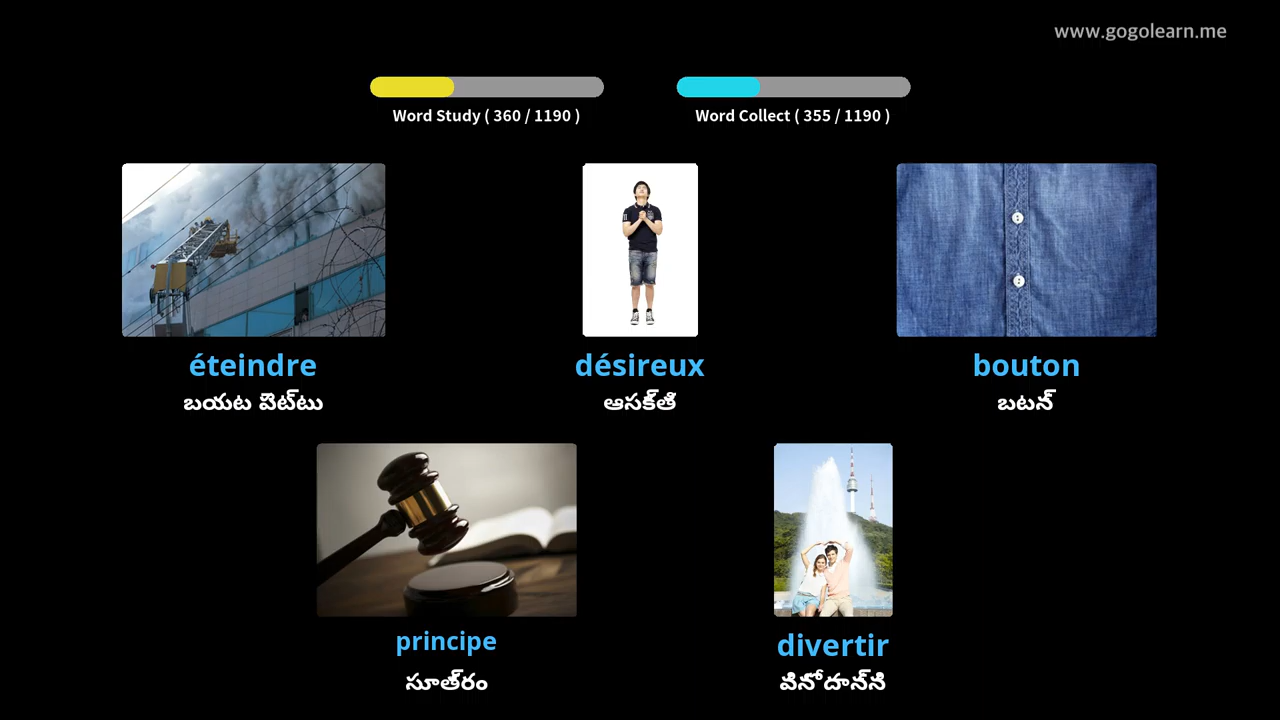 www.gogolearn.me
Word Study ( 360 / 1190 )
Word Collect ( 355 / 1190 )
éteindre
బయట పెట్టు
désireux
ఆసక్తి
bouton
బటన్
principe
సూత్రం
divertir
వినోదాన్ని